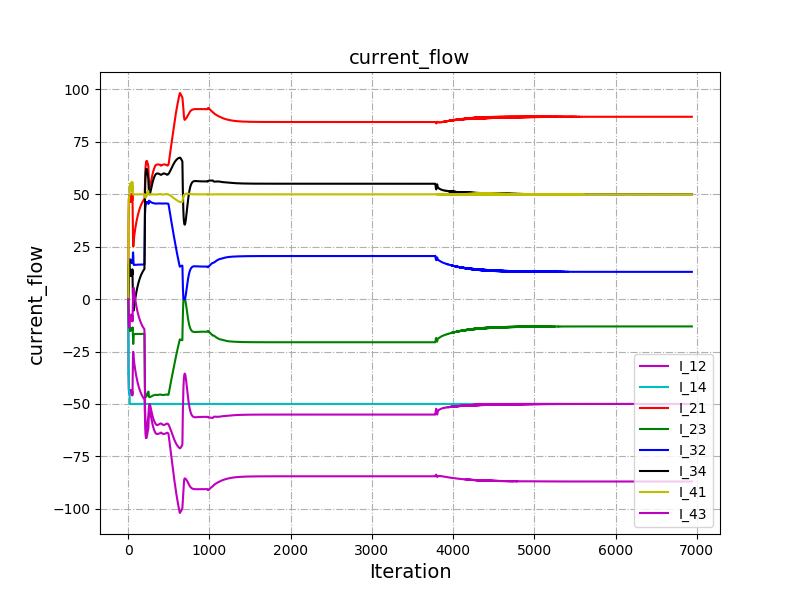 current_flow
100
75
50
25
0
−25
−50
−75
−100
current_flow
0
1000
2000
3000
4000
5000
6000
7000
Iteration
I_12
I_14
I_21
I_23
I_32
I_34
I_41
I_43